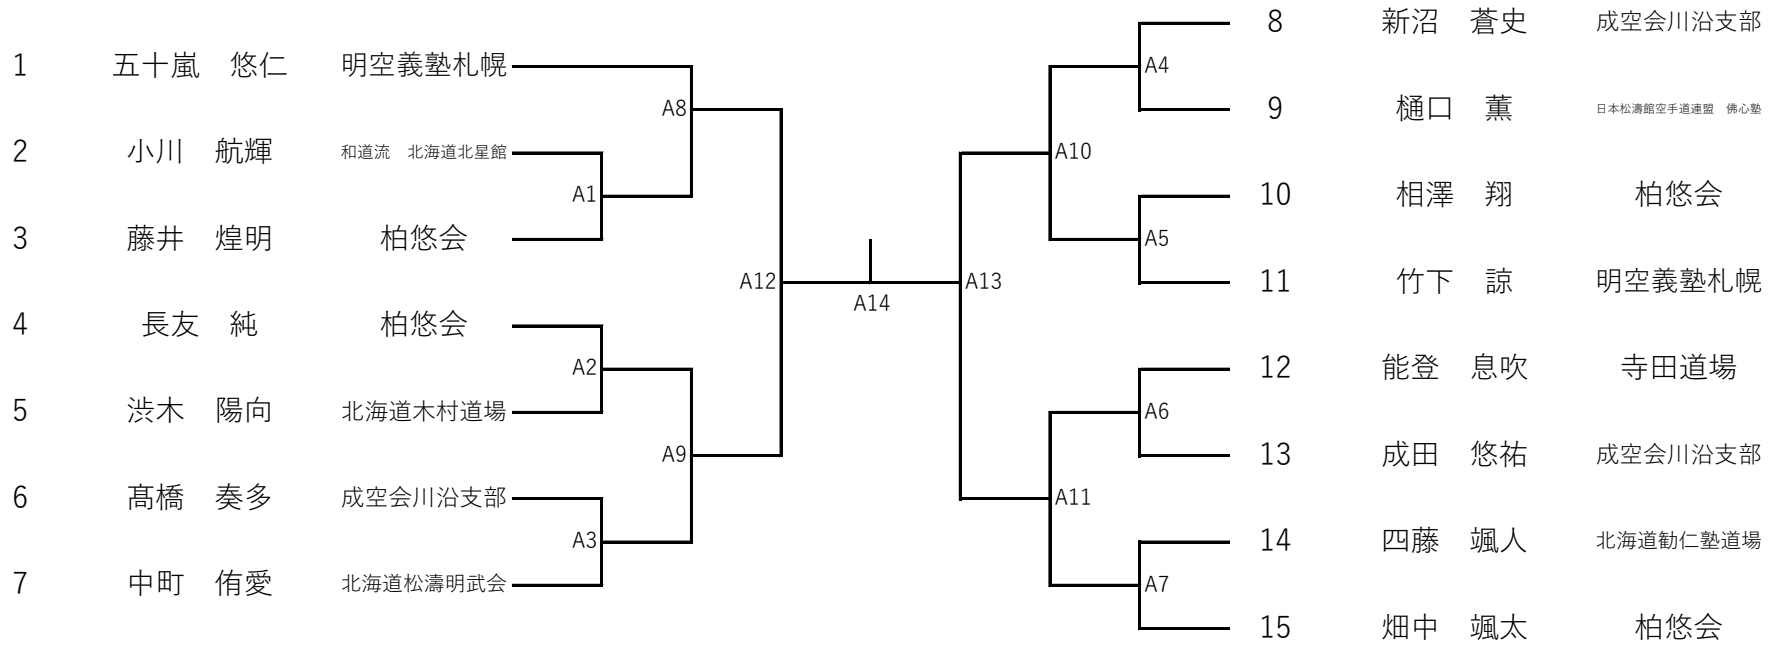 1 五十嵐　悠仁 明空義塾札幌
A8
2 小川　航輝 和道流　北海道北星館
A1
3 藤井　煌明 柏悠会
A12
4 長友　純 柏悠会
A2
5 渋木　陽向 北海道木村道場
A9
6 髙橋　奏多 成空会川沿支部
A3
7 中町　侑愛 北海道松濤明武会
A14
8 新沼　蒼史 成空会川沿支部
A4
9 樋口　薫 日本松濤館空手道連盟　佛心塾
A10
10 相澤　翔 柏悠会
A5
11 竹下　諒 明空義塾札幌
A13
12 能登　息吹 寺田道場
A6
13 成田　悠祐 成空会川沿支部
A11
14 四藤　颯人 北海道勧仁塾道場
A7
15 畑中　颯太 柏悠会